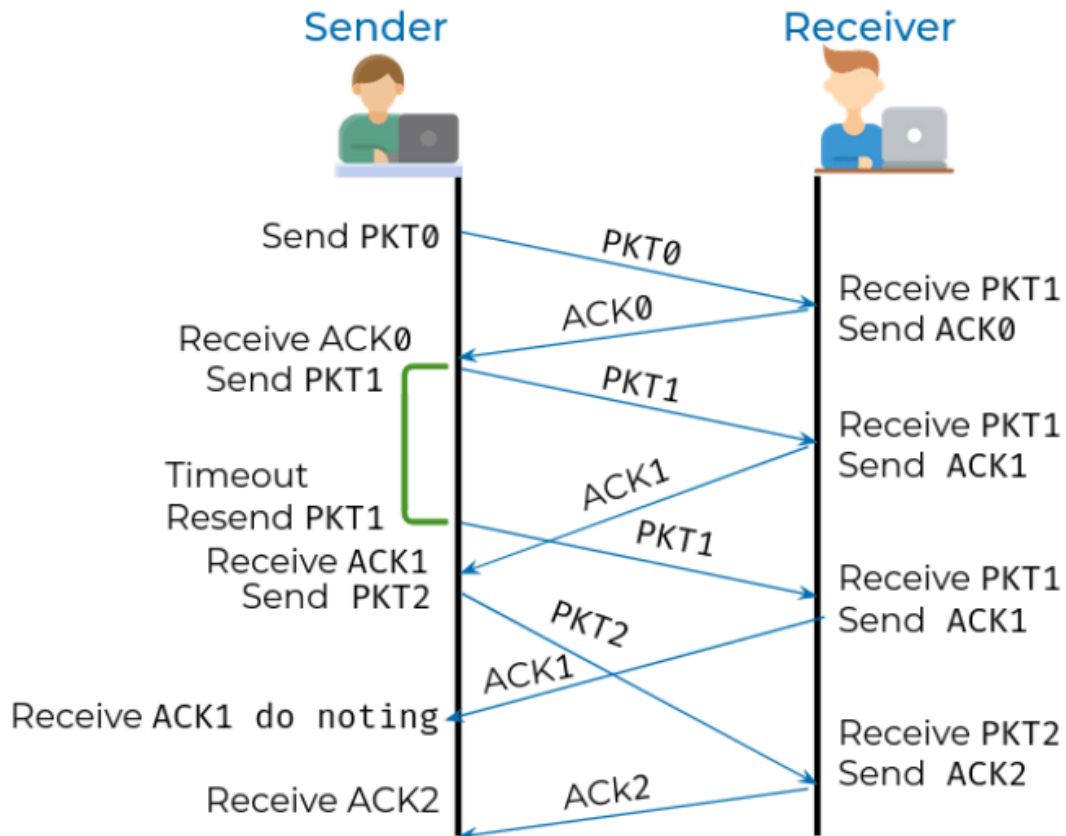 Sender
Receiver
Send PKT0
PKT0
Receive PKT1
Send ACK0
ACK0
Receive ACK0
Send PKT1
PKT1
Receive PKT1
Send ACK1
ACK1
Timeout
Resend PKT1
PKT1
Receive ACK1
Send PKT2
Receive PKT1
Send ACK1
PKT2
ACK1
Receive ACK1 do noting
Receive PKT2
Send ACK2
ACk2
Receive ACK2